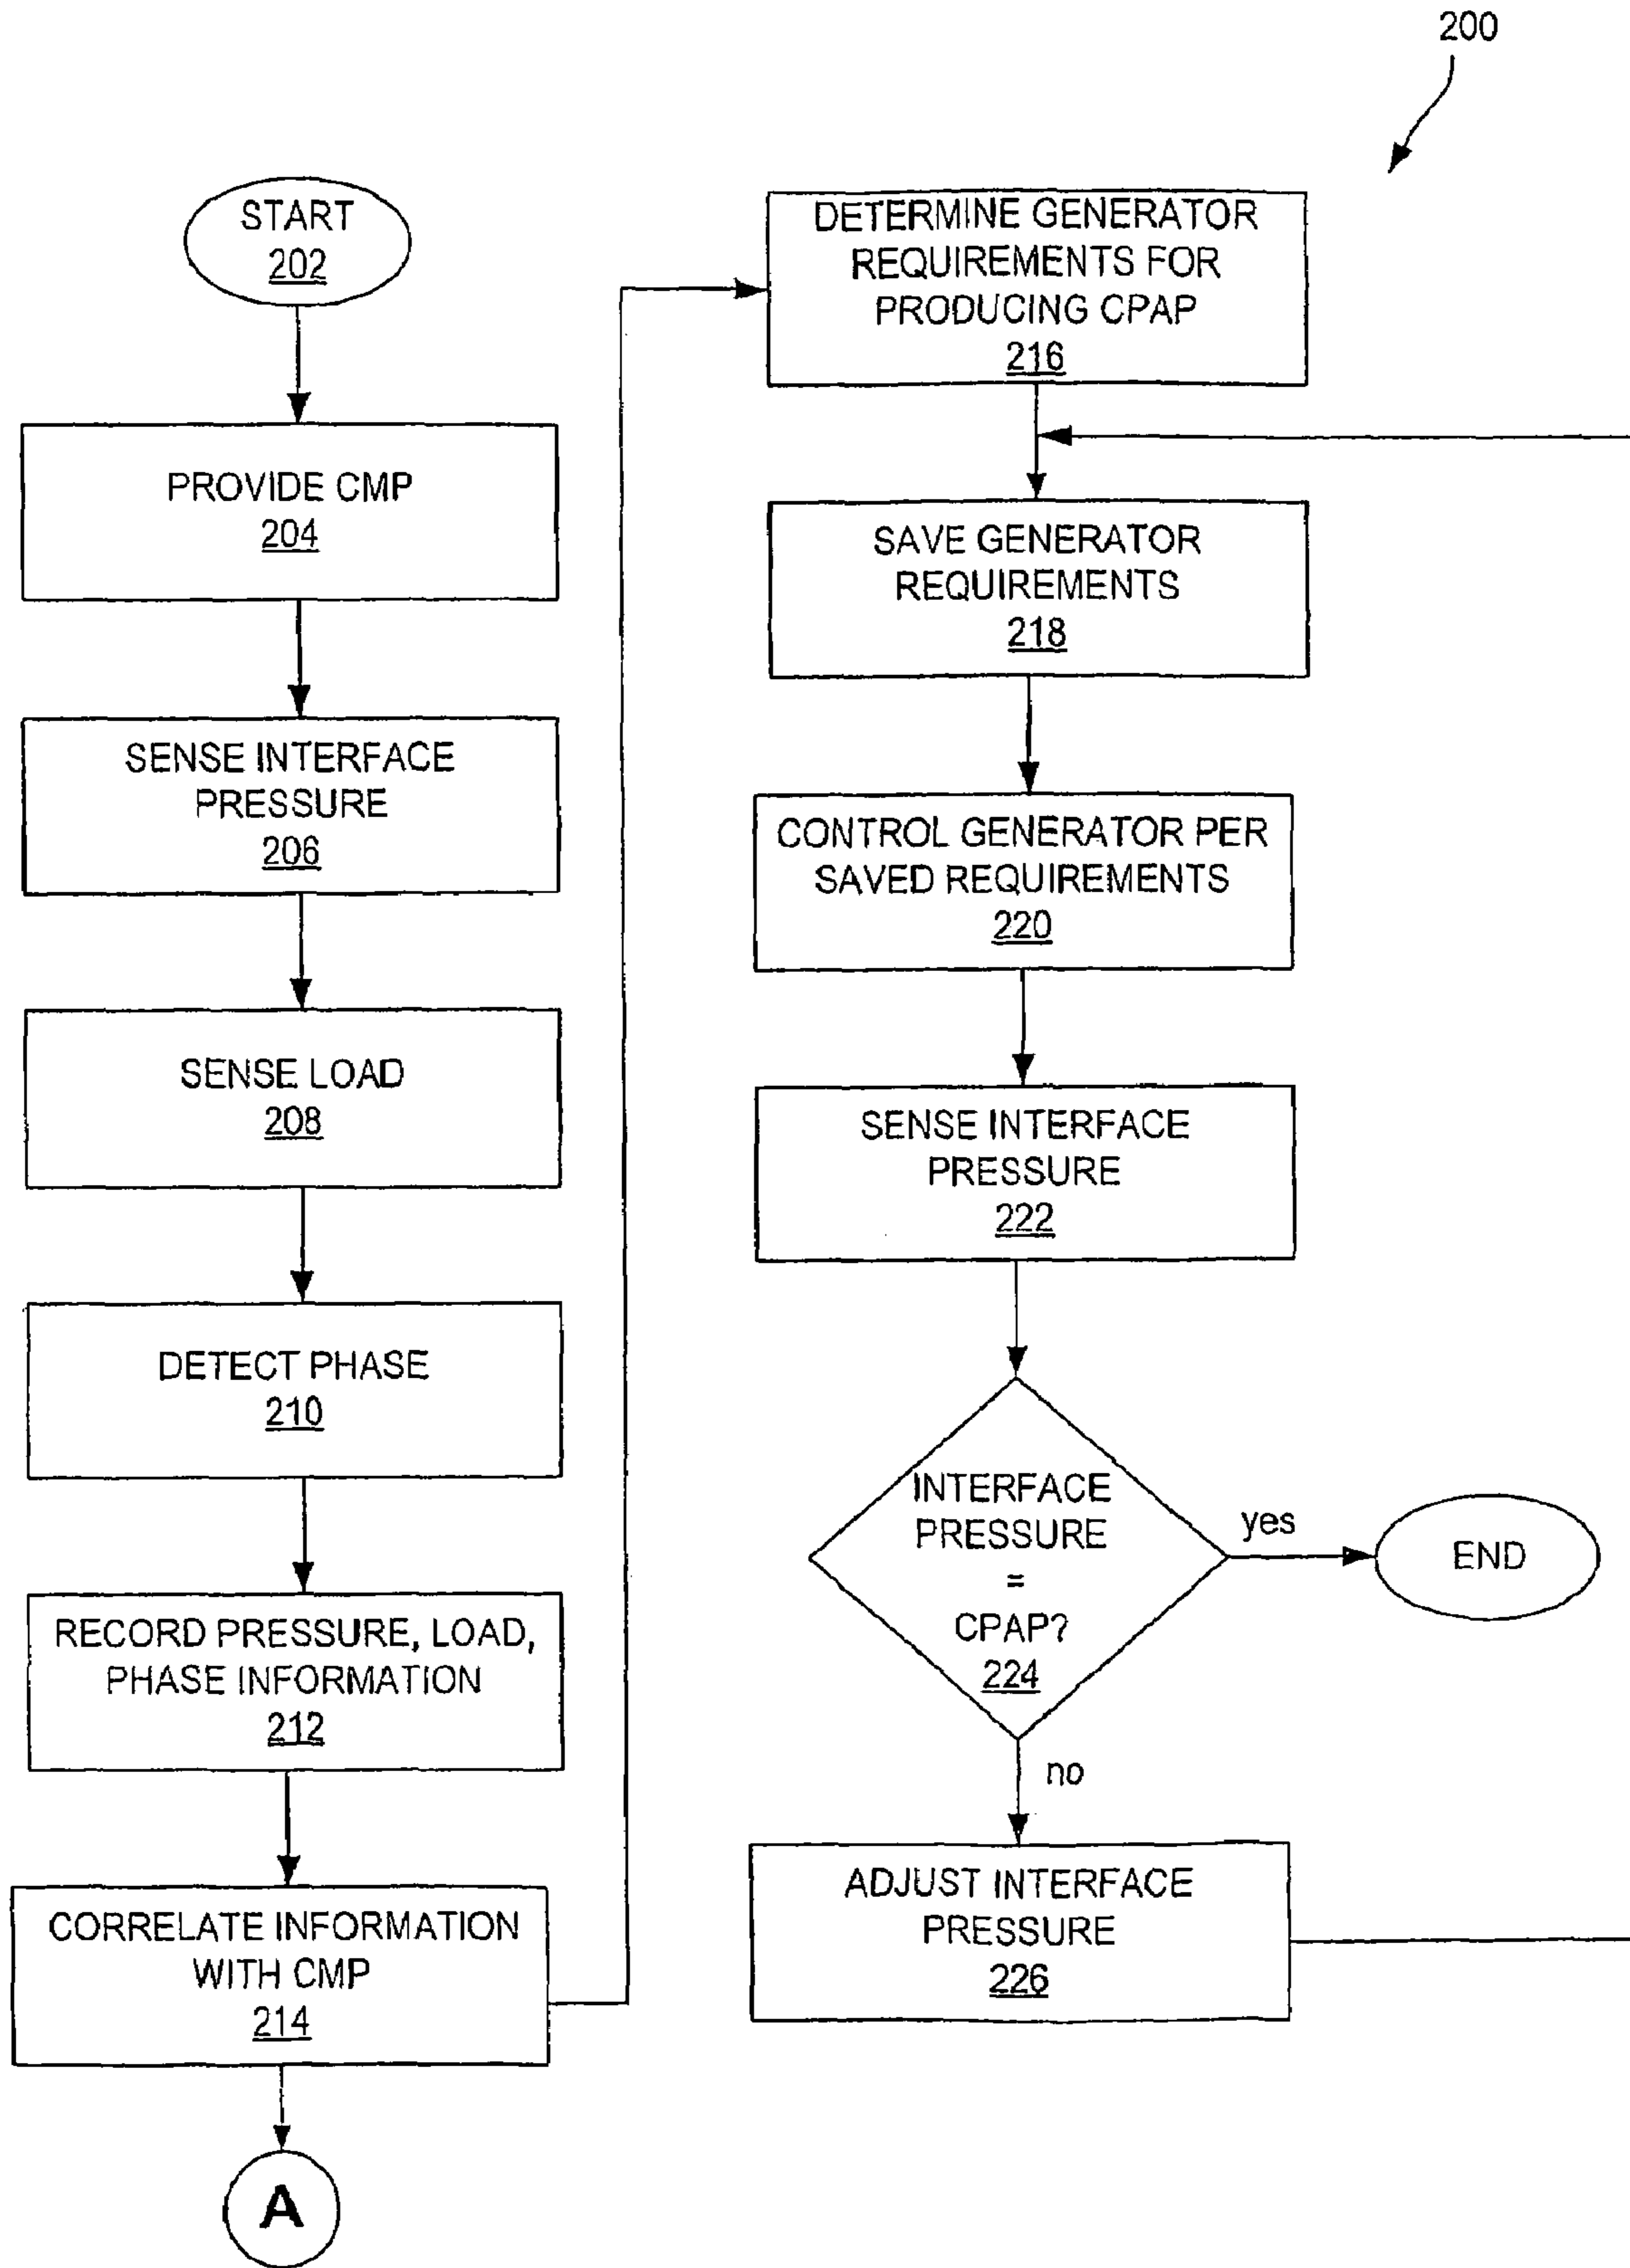 200
START
202
PROVIDE CMP
204
SENSE INTERFACE
PRESSURE
206
SENSE LOAD
208
DETECT PHASE
210
RECORD PRESSURE, LOAD,
PHASE INFORMATION
212
CORRELATE INFORMATION
WITH CMP
214
A
DETERMINE GENERATOR
REQUIREMENTS FOR
PRODUCING CPAP
216
SAVE GENERATOR
REQUIREMENTS
218
CONTROL GENERATOR PER
SAVED REQUIREMENTS
220
SENSE INTERFACE
PRESSURE
222
INTERFACE
PRESSURE
=
CPAP?
224
yes
END
no
ADJUST INTERFACE
PRESSURE
226